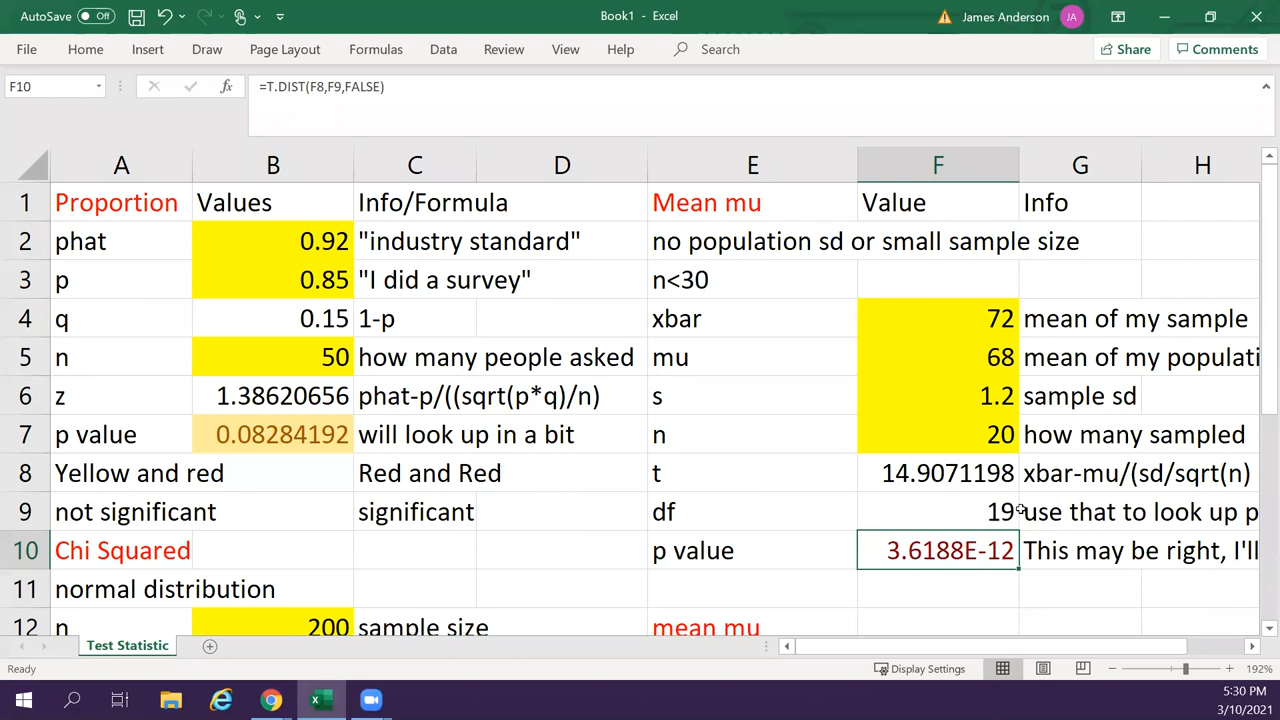 AutoSave Off Book1 - Excel James Anderson JA
File Home Insert Draw Page Layout Formulas Data Review View Help Search Share Comments
F10 fx =T.DIST(F8,F9,FALSE)
A B C D E F G H
1 Proportion Values Info/Formula Mean mu Value Info
2 phat 0.92 "industry standard" no population sd or small sample size
3 p 0.85 "I did a survey" n<30
4 q 0.15 1-p xbar 72 mean of my sample
5 n 50 how many people asked mu 68 mean of my populati
6 z 1.38620656 phat-p/((sqrt(p*q)/n) s 1.2 sample sd
7 p value 0.08284192 will look up in a bit n 20 how many sampled
8 Yellow and red Red and Red t 14.9071198 xbar-mu/(sd/sqrt(n)
9 not significant significant df 19 use that to look up p
10 Chi Squared p value 3.6188E-12 This may be right, I'll
11 normal distribution
12 n 200 sample size mean mu
Test Statistic
Ready Display Settings 192%
5:30 PM
3/10/2021